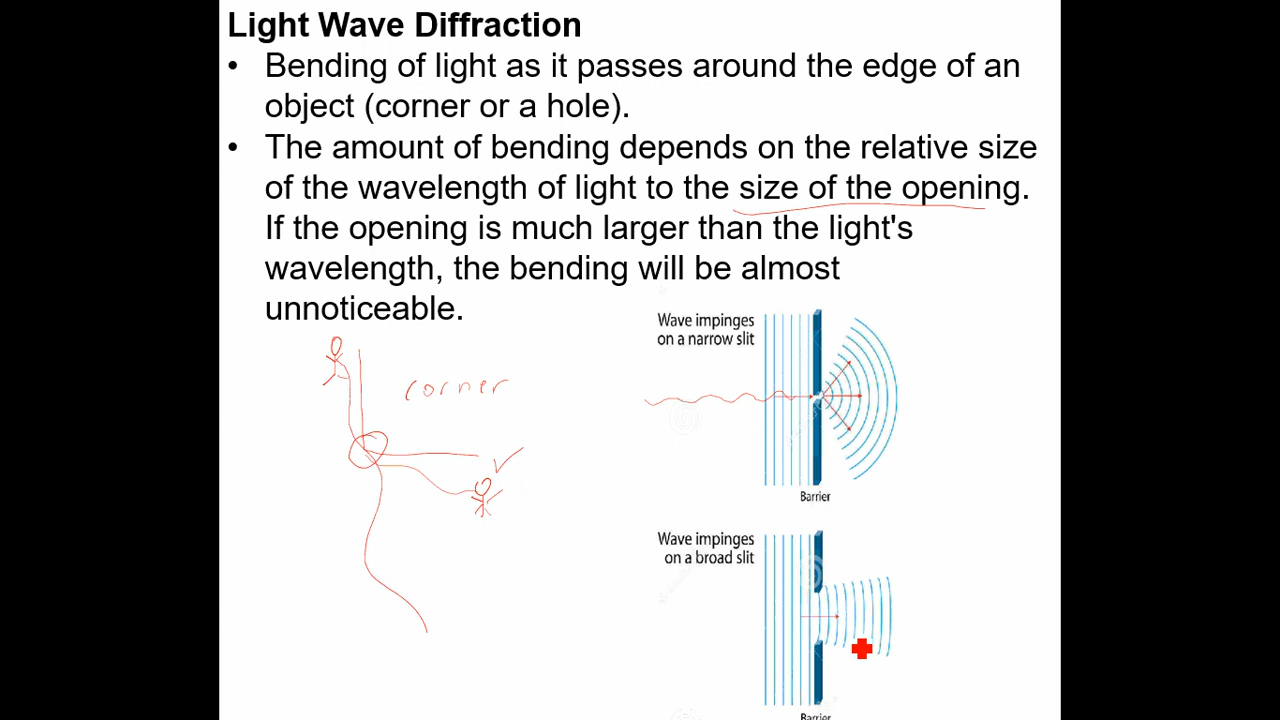 Light Wave Diffraction
• Bending of light as it passes around the edge of an
object (corner or a hole).
• The amount of bending depends on the relative size
of the wavelength of light to the size of the opening.
If the opening is much larger than the light's
wavelength, the bending will be almost
unnoticeable.
corner
Wave impinges
on a narrow slit
Barrier
Wave impinges
on a broad slit
Barrier